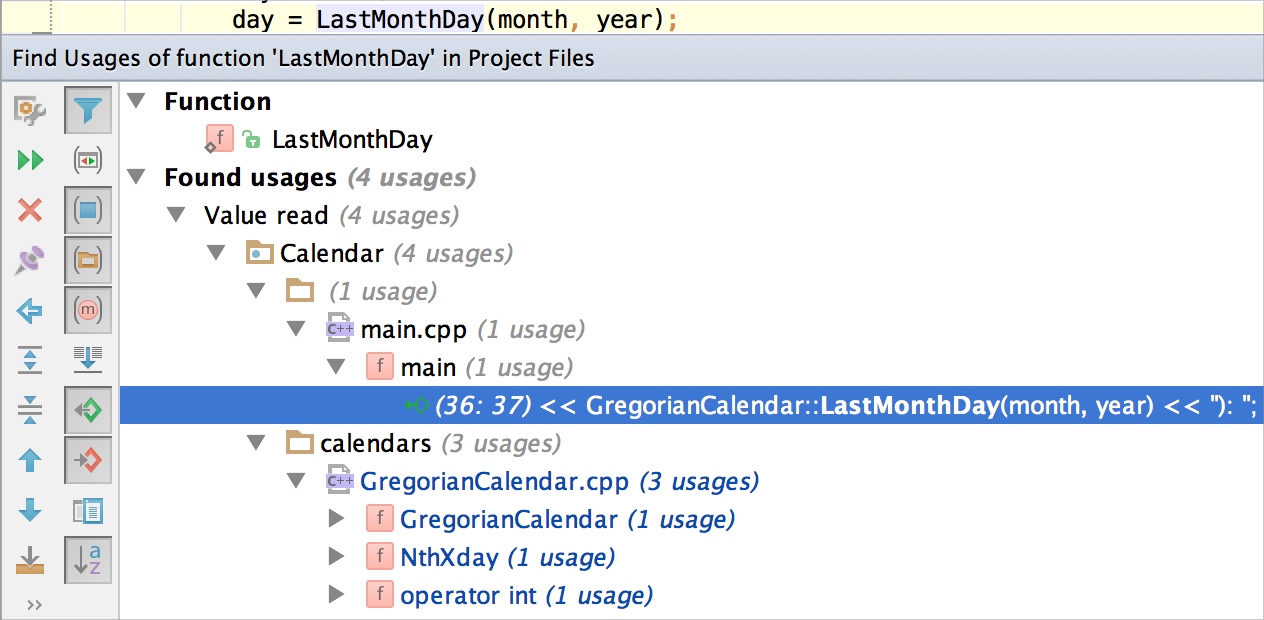 day = LastMonthDay(month, year);
Find Usages of function 'LastMonthDay' in Project Files
Function
f LastMonthDay
Found usages (4 usages)
Value read (4 usages)
Calendar (4 usages)
(1 usage)
C++ main.cpp (1 usage)
f main (1 usage)
(m)
(36: 37) << GregorianCalendar::LastMonthDay(month, year) << "): ";
calendars (3 usages)
C++ GregorianCalendar.cpp (3 usages)
f GregorianCalendar (1 usage)
f NthXday (1 usage)
a
z
f operator int (1 usage)
>>